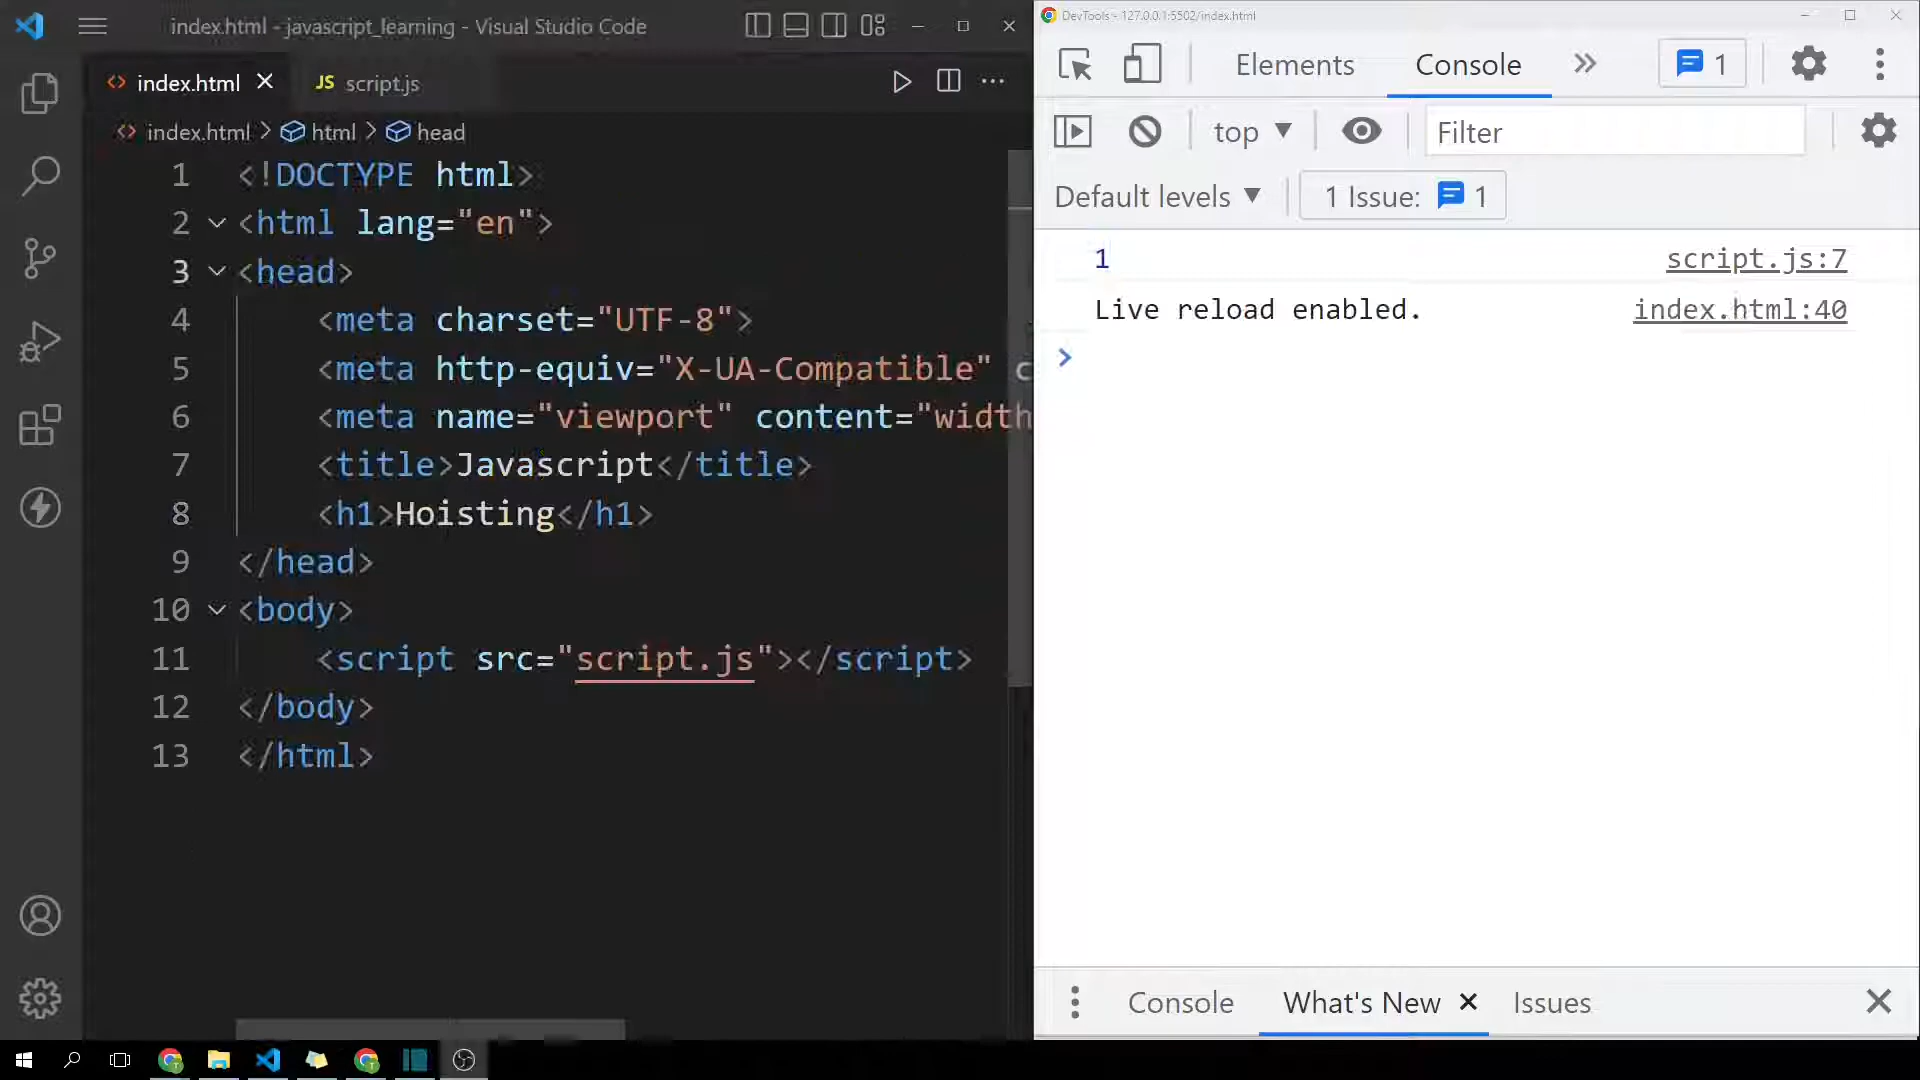 index.html - javascript_learning - Visual Studio Code
index.html
JS script.js
index.html > html > head
1 <!DOCTYPE html>
2 <html lang="en">
3 <head>
4 <meta charset="UTF-8">
5 <meta http-equiv="X-UA-Compatible" c
6 <meta name="viewport" content="width
7 <title>Javascript</title>
8 <h1>Hoisting</h1>
9 </head>
10 <body>
11 <script src="script.js"></script>
12 </body>
13 </html>
DevTools - 127.0.0.1:5502/index.html
Elements Console 1
top Filter
Default levels 1 Issue: 1
1 script.js:7
Live reload enabled. index.html:40
Console What's New Issues